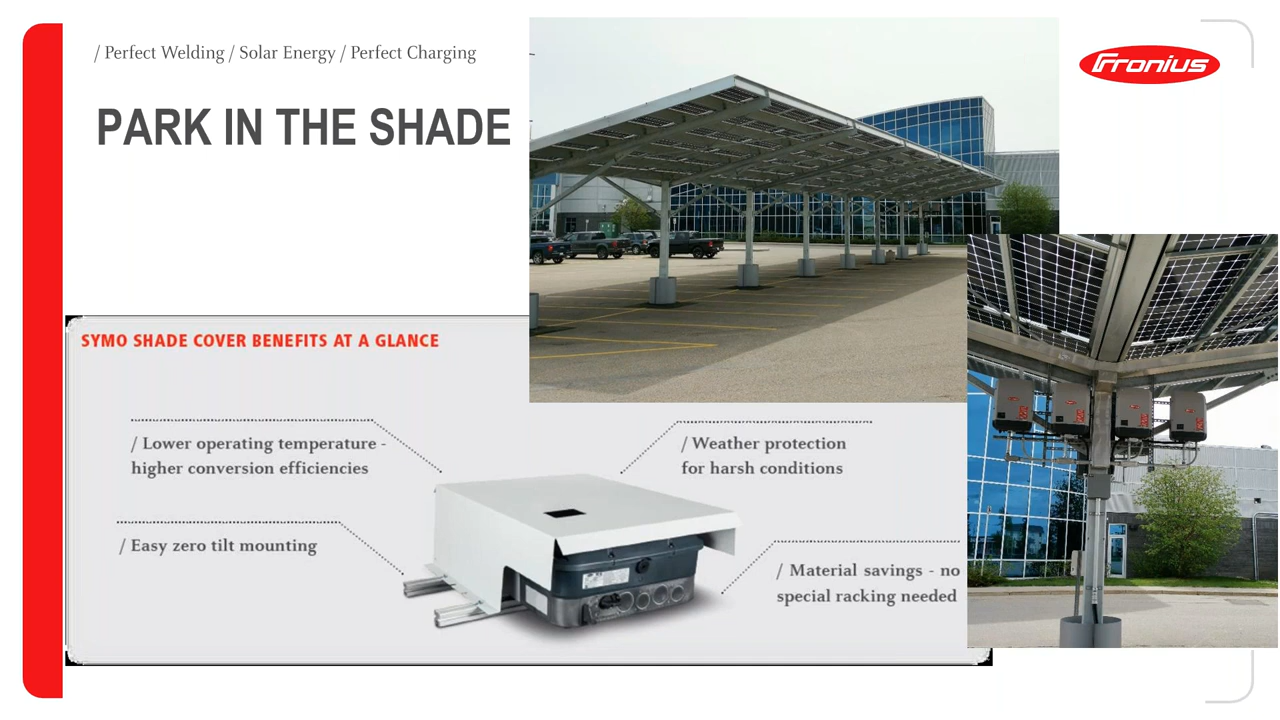 / Perfect Welding / Solar Energy / Perfect Charging
Fronius
PARK IN THE SHADE
SYMO SHADE COVER BENEFITS AT A GLANCE
/ Lower operating temperature -
higher conversion efficiencies
/ Weather protection
for harsh conditions
/ Easy zero tilt mounting
/ Material savings - no
special racking needed